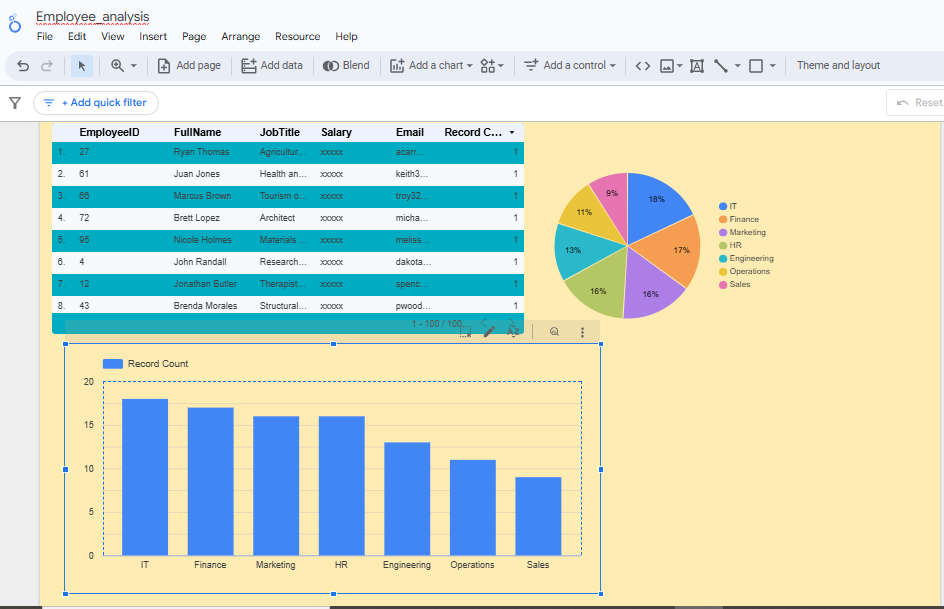 Employee_analysis
File Edit View Insert Page Arrange Resource Help
Add page Add data Blend Add a chart Add a control Theme and layout
+ Add quick filter Reset
EmployeeID FullName JobTitle Salary Email Record C...
1. 27 Ryan Thomas Agricultur... xxxxx acarr... 1
2. 61 Juan Jones Health an... xxxxx keith3... 1
3. 66 Marcus Brown Tourism o... xxxxx troy32... 1
4. 72 Brett Lopez Architect xxxxx micha... 1
5. 95 Nicole Holmes Materials ... xxxxx meliss... 1
6. 4 John Randall Research... xxxxx dakota... 1
7. 12 Jonathan Butler Therapist... xxxxx spenc... 1
8. 43 Brenda Morales Structural... xxxxx pwood... 1
1 - 100 / 100...
AZ
18%
17%
16%
16%
13%
11%
9%
IT
Finance
Marketing
HR
Engineering
Operations
Sales
Record Count
20
15
10
5
0
IT Finance Marketing HR Engineering Operations Sales